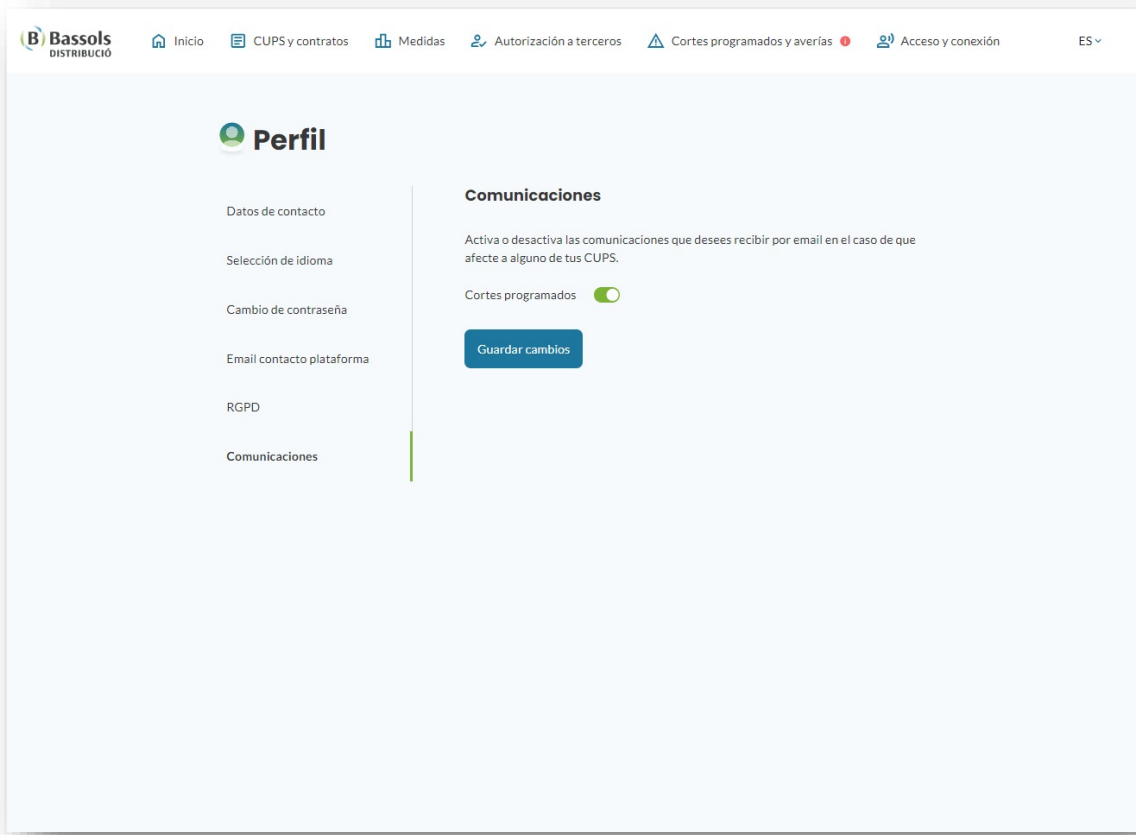 (B) Bassols
DISTRIBUCIÓ
Inicio
CUPS y contratos
Medidas
Autorización a terceros
Cortes programados y averías
Acceso y conexión
ES
Perfil
Datos de contacto
Selección de idioma
Cambio de contraseña
Email contacto plataforma
RGPD
Comunicaciones
Comunicaciones
Activa o desactiva las comunicaciones que desees recibir por email en el caso de que
afecte a alguno de tus CUPS.
Cortes programados
Guardar cambios